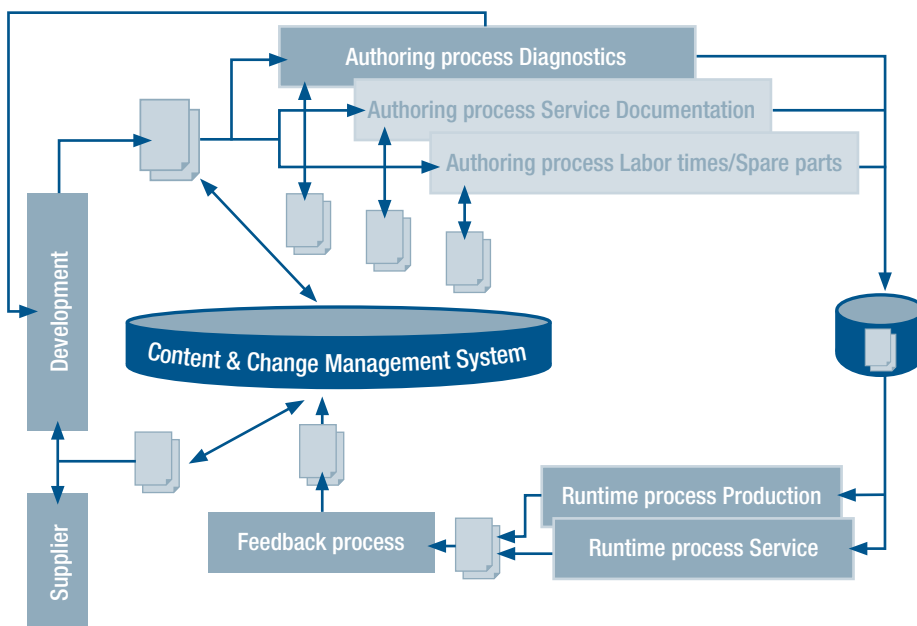 Authoring process Diagnostics
Authoring process Service Documentation
Authoring process Labor times/Spare parts
Development
Content & Change Management System
Runtime process Production
Feedback process
Runtime process Service
Supplier